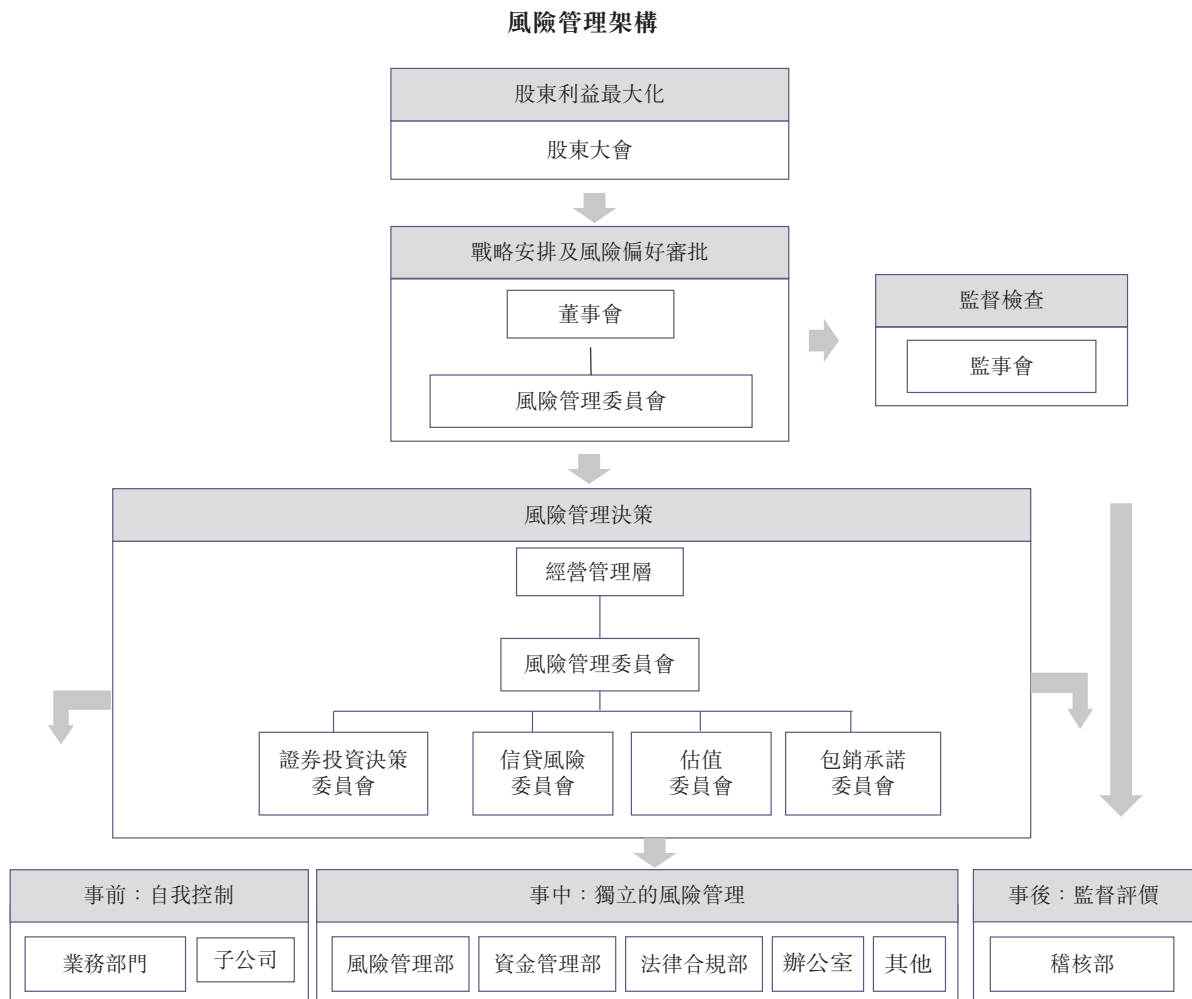 風險管理架構
股東利益最大化
股東大會
戰略安排及風險偏好審批
董事會
風險管理委員會
監督檢查
監事會
風險管理決策
經營管理層
風險管理委員會
證券投資決策
委員會
信貸風險
委員會
估值
委員會
包銷承諾
委員會
事前：自我控制
業務部門
子公司
事中：獨立的風險管理
風險管理部
資金管理部
法律合規部
辦公室
其他
事後：監督評價
稽核部